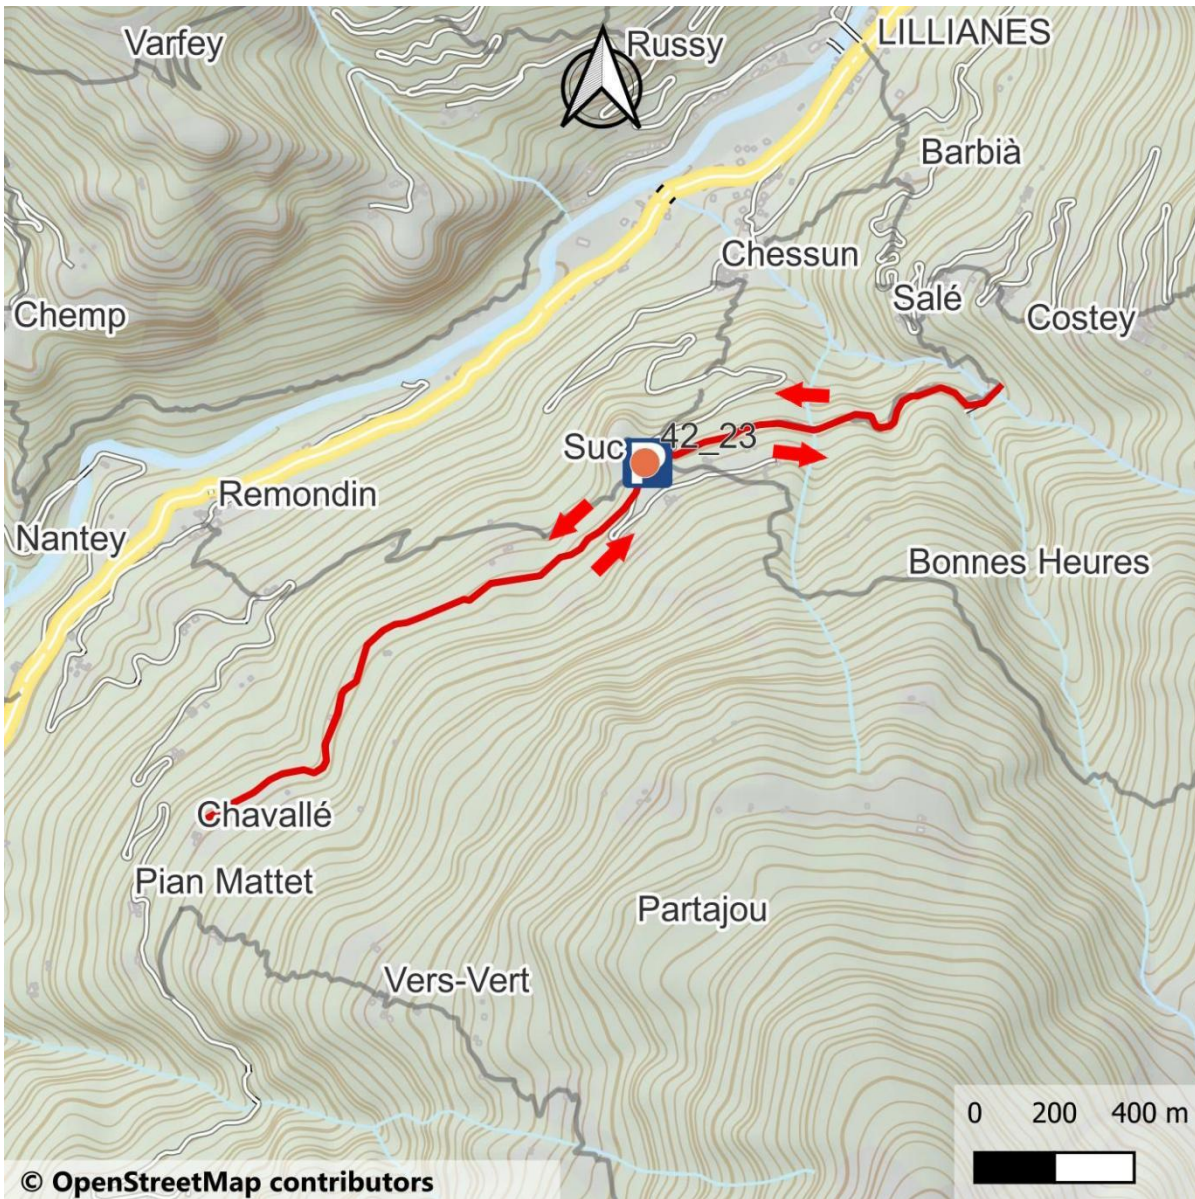 LILLIANES
Varfey
Russy
Barbià
Chessun
Salé
Chemp
Costey
42_23
Suc
P
Remondin
Nantey
Bonnes Heures
Chavallé
Pian Mattet
Partajou
Vers-Vert
0 200 400 m
© OpenStreetMap contributors